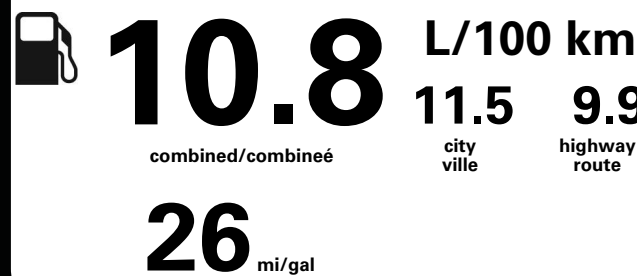 10.8 L/100 km
11.5 9.9
combined/combineé
city highway
ville route
26 mi/gal